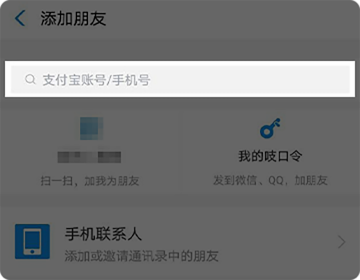 添加朋友
支付宝账号/手机号
我的吱口令
扫一扫，加我为朋友
发到微信、QQ，加朋友
手机联系人
添加或邀请通讯录中的朋友